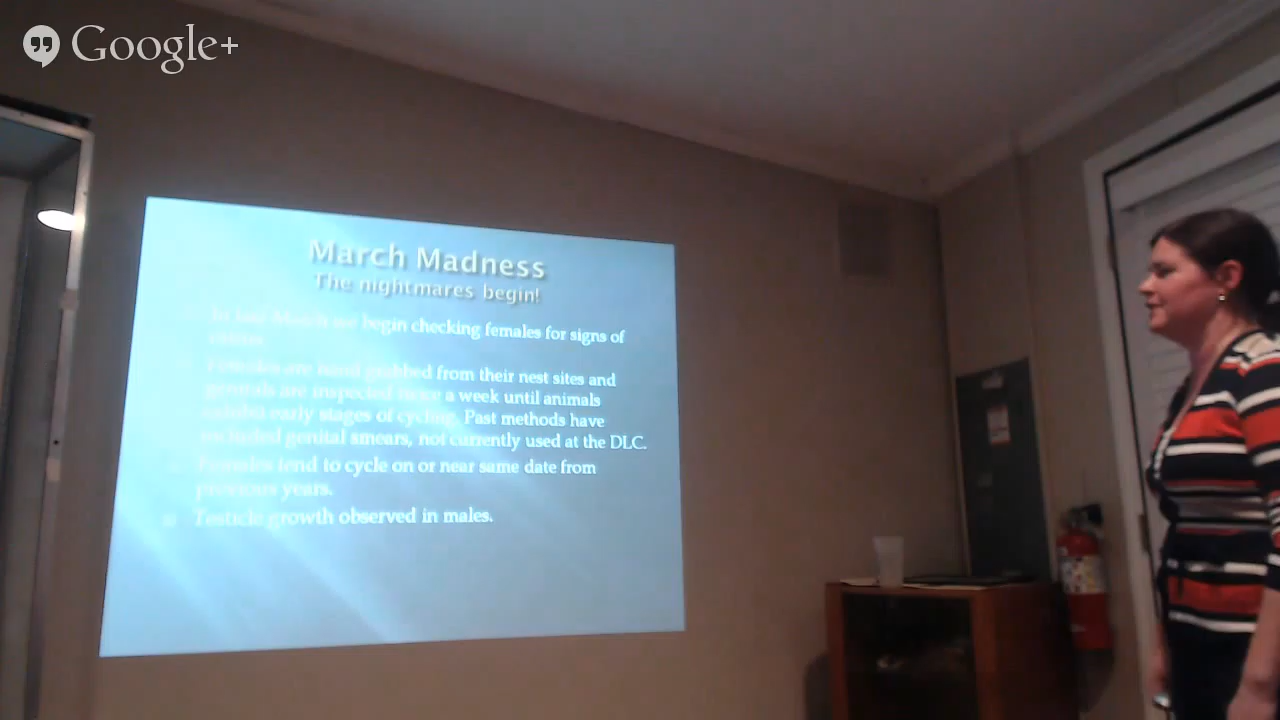 Google+
March Madness
The nightmares begin!
In late March we begin checking females for signs of
Females are hand grabbed from their nest sites and
genitals are inspected twice a week until animals
exhibit early stages of cycling. Past methods have
included genital smears, not currently used at the DLC.
Females tend to cycle on or near same date from
previous years.
Testicle growth observed in males.